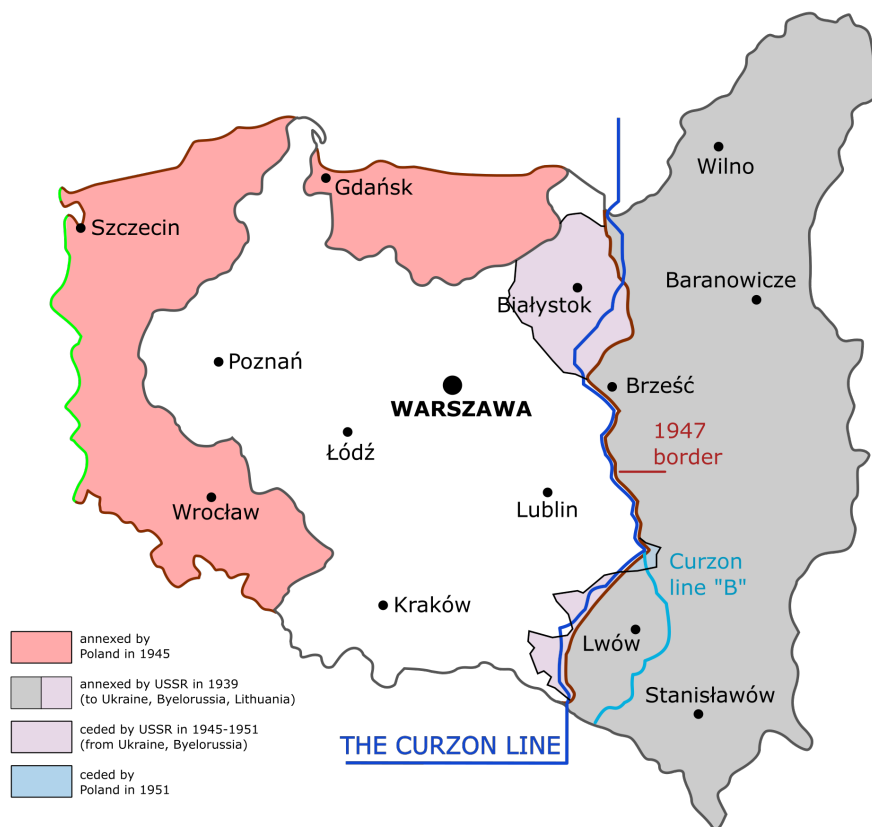 Wilno
Gdańsk
Szczecin
Baranowicze
Białystok
Poznań
Brześć
WARSZAWA
1947
border
Łódź
Wrocław
Lublin
Curzon
line "B"
Kraków
Lwów
Stanisławów
THE CURZON LINE
annexed by
Poland in 1945
annexed by USSR in 1939
(to Ukraine, Byelorussia, Lithuania)
ceded by USSR in 1945-1951
(from Ukraine, Byelorussia)
ceded by
Poland in 1951